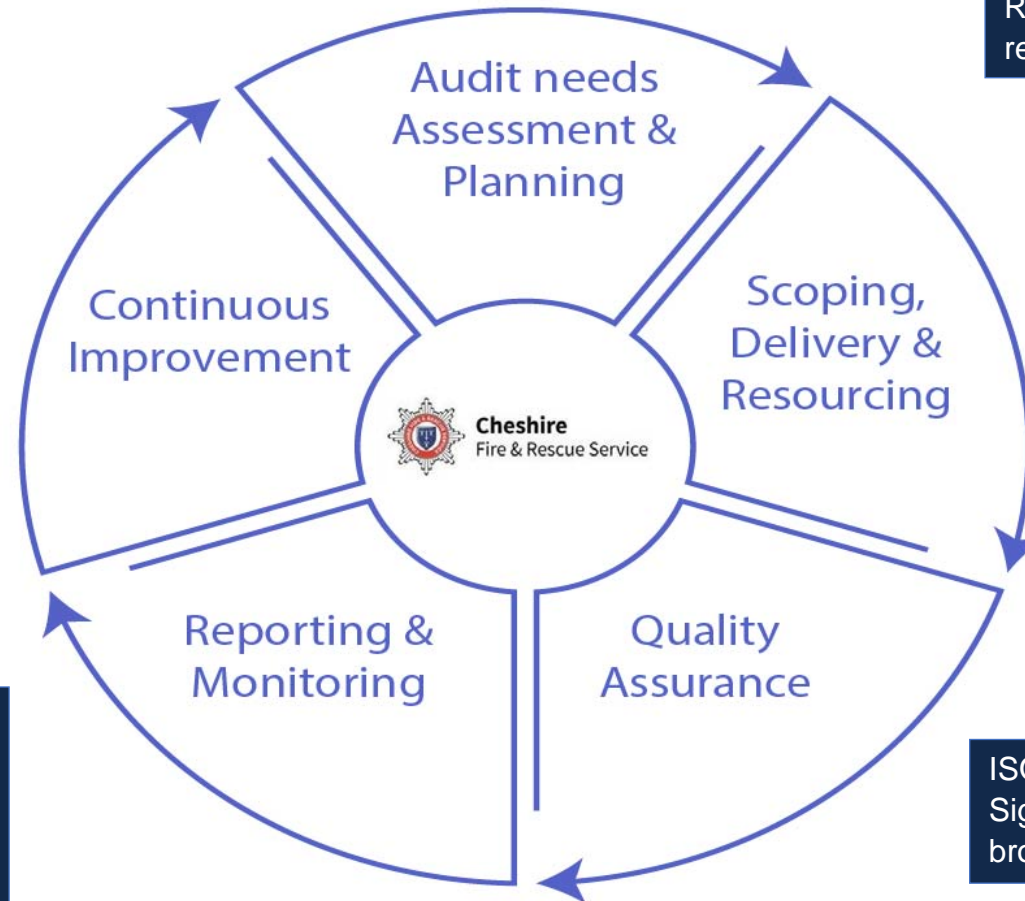 Audit needs
Assessment &
Planning
Scoping,
Delivery &
Resourcing
Continuous
Improvement
Cheshire
Fire & Rescue Service
Reporting &
Monitoring
Quality
Assurance